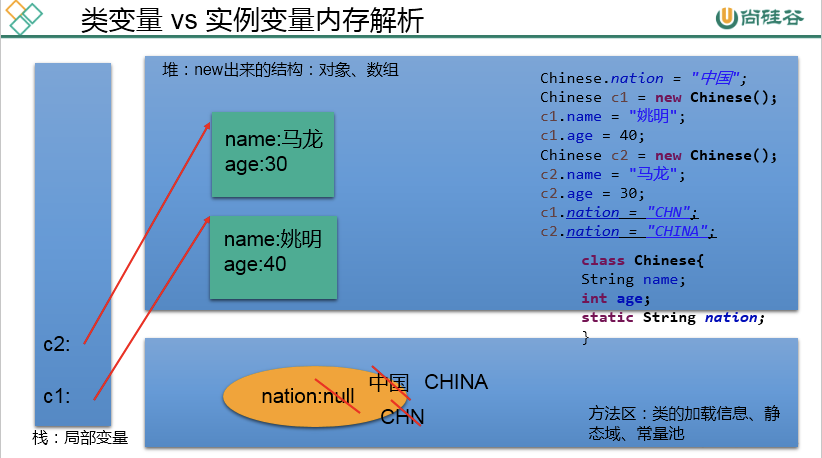 类变量 vs 实例变量内存解析
尚硅谷
堆：new出来的结构：对象、数组
name:马龙
age:30
name:姚明
age:40
Chinese.nation = "中国";
Chinese c1 = new Chinese();
c1.name = "姚明";
c1.age = 40;
Chinese c2 = new Chinese();
c2.name = "马龙";
c2.age = 30;
c1.nation = "CHN";
c2.nation = "CHINA";
class Chinese{
String name;
int age;
static String nation;
}
c2:
c1:
栈：局部变量
nation:null
中国 CHINA
CHN
方法区：类的加载信息、静
态域、常量池